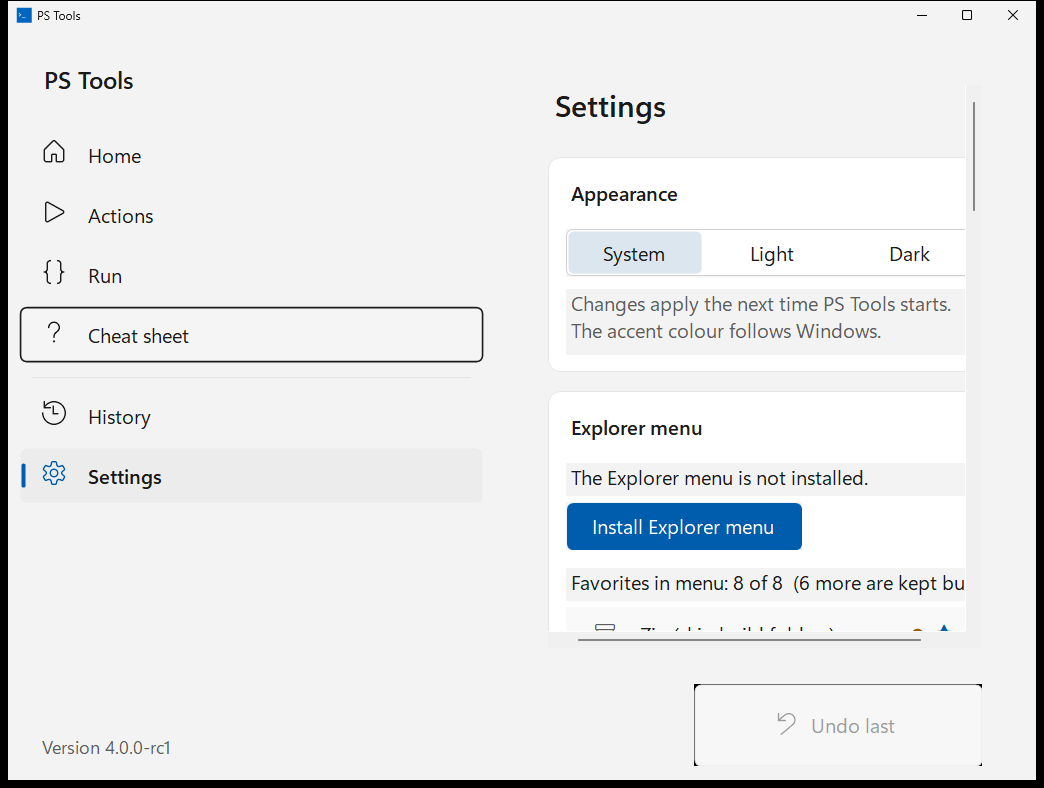 PS Tools
PS Tools
Home
Actions
Run
Cheat sheet
History
Settings
Version 4.0.0-rc1
Settings
Appearance
System Light Dark
Changes apply the next time PS Tools starts.
The accent colour follows Windows.
Explorer menu
The Explorer menu is not installed.
Install Explorer menu
Favorites in menu: 8 of 8 (6 more are kept bu
Undo last